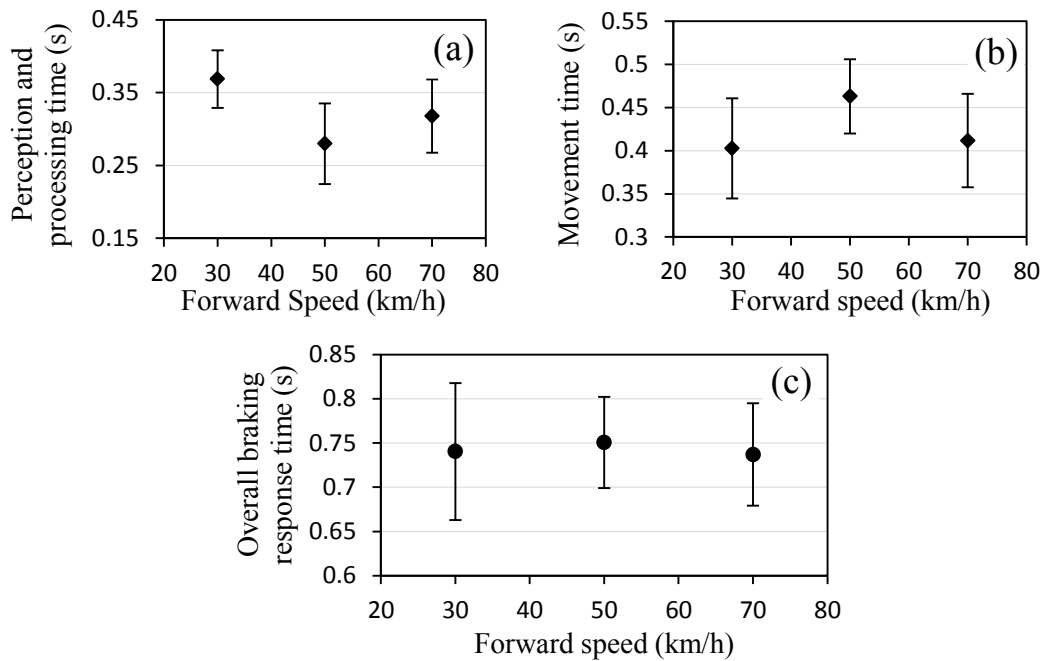 Perception and
processing time (s)
0.45
0.35
0.25
0.15
(a)
20 30 40 50 60 70 80
Forward Speed (km/h)
Movement time (s)
0.55
0.5
0.45
0.4
0.35
0.3
(b)
20 30 40 50 60 70 80
Forward speed (km/h)
Overall braking
response time (s)
0.85
0.8
0.75
0.7
0.65
0.6
(c)
20 30 40 50 60 70 80
Forward speed (km/h)